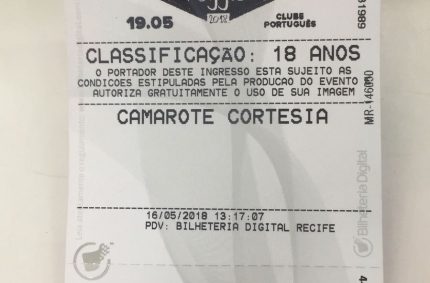 2018
19.05
CLUBE
PORTUGUÊS
CLASSIFICAÇÃO: 18 ANOS
O PORTADOR DESTE INGRESSO ESTA SUJEITO AS
CONDICOES ESTIPULADAS PELA PRODUCAO DO EVENTO
AUTORIZA GRATUITAMENTE O USO DE SUA IMAGEM
CAMAROTE CORTESIA
16/05/2018 13:17:07
PDV: BILHETERIA DIGITAL RECIFE
Bilheteria Digital